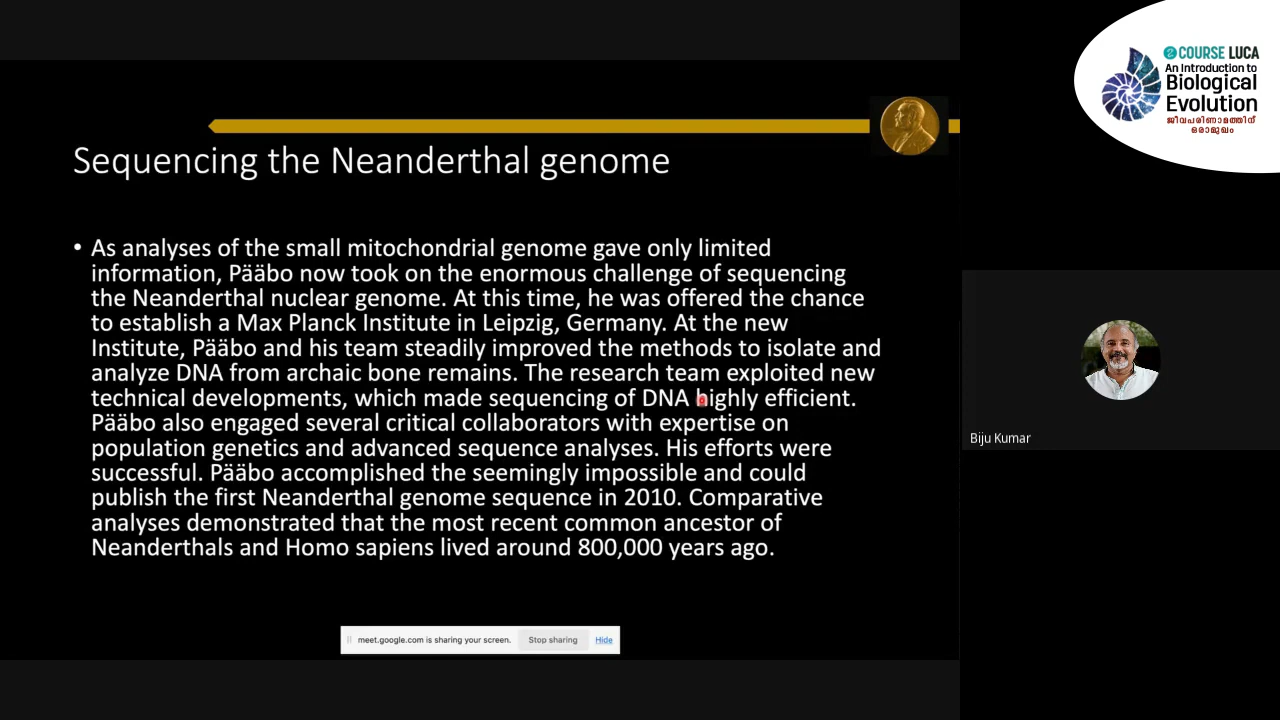 COURSE LUCA
An Introduction to
Biological
Evolution
ജീവപരിണാമത്തിന്
ഒരാമുഖം
Sequencing the Neanderthal genome
• As analyses of the small mitochondrial genome gave only limited
information, Pääbo now took on the enormous challenge of sequencing
the Neanderthal nuclear genome. At this time, he was offered the chance
to establish a Max Planck Institute in Leipzig, Germany. At the new
Institute, Pääbo and his team steadily improved the methods to isolate and
analyze DNA from archaic bone remains. The research team exploited new
technical developments, which made sequencing of DNA highly efficient.
Pääbo also engaged several critical collaborators with expertise on
population genetics and advanced sequence analyses. His efforts were
successful. Pääbo accomplished the seemingly impossible and could
publish the first Neanderthal genome sequence in 2010. Comparative
analyses demonstrated that the most recent common ancestor of
Neanderthals and Homo sapiens lived around 800,000 years ago.
Biju Kumar
meet.google.com is sharing your screen. Stop sharing Hide